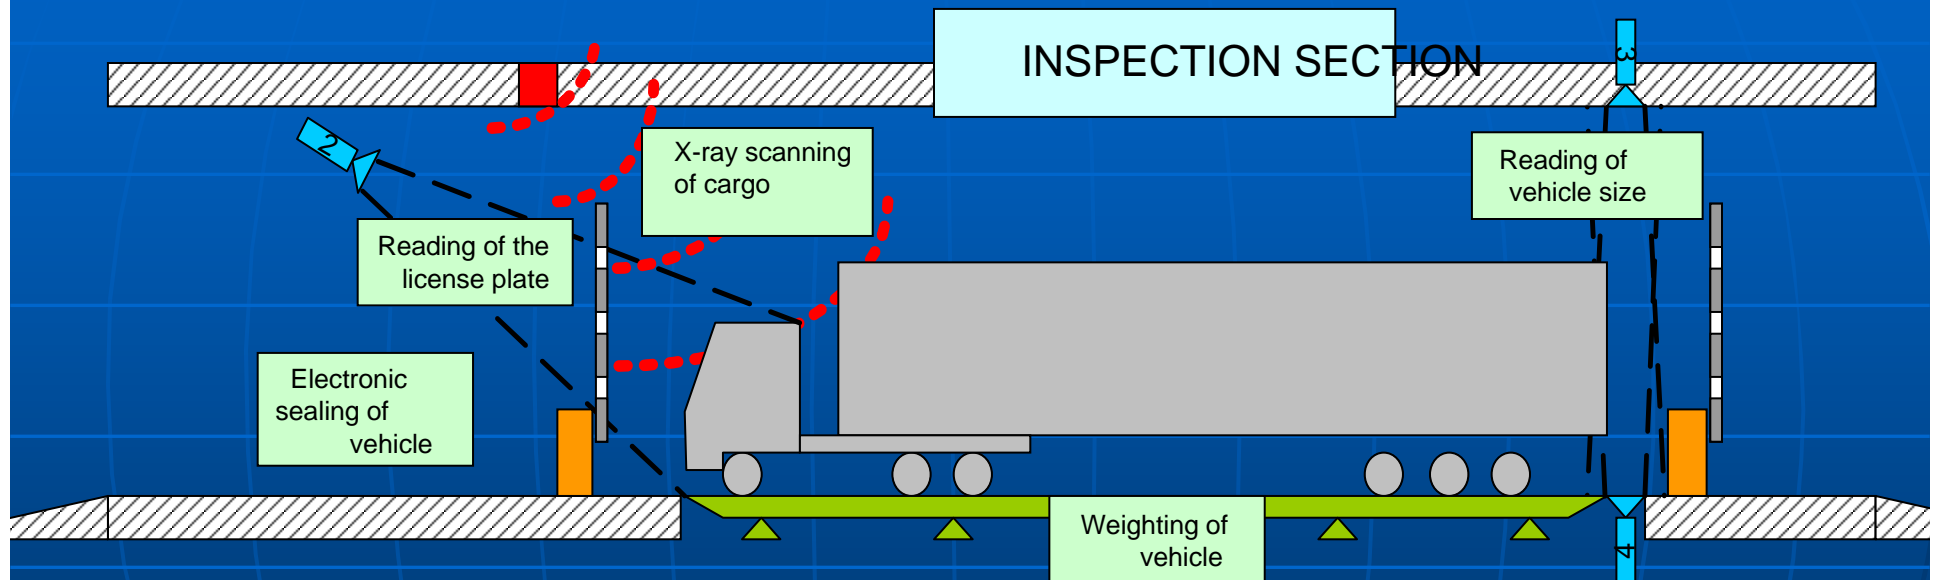 INSPECTION SECTION
3
2
X-ray scanning
of cargo
Reading of
vehicle size
Reading of the
license plate
Electronic
sealing of
vehicle
Weighting of
vehicle
4